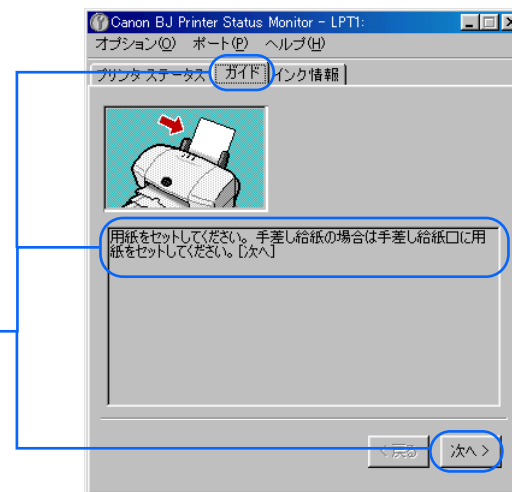 Canon BJ Printer Status Monitor - LPT1:
オプション(O) ポート(P) ヘルプ(H)
プリンタ ステータス ガイド インク情報
用紙をセットしてください。手差し給紙の場合は手差し給紙口に用
紙をセットしてください。[次へ]
< 戻る 次へ >